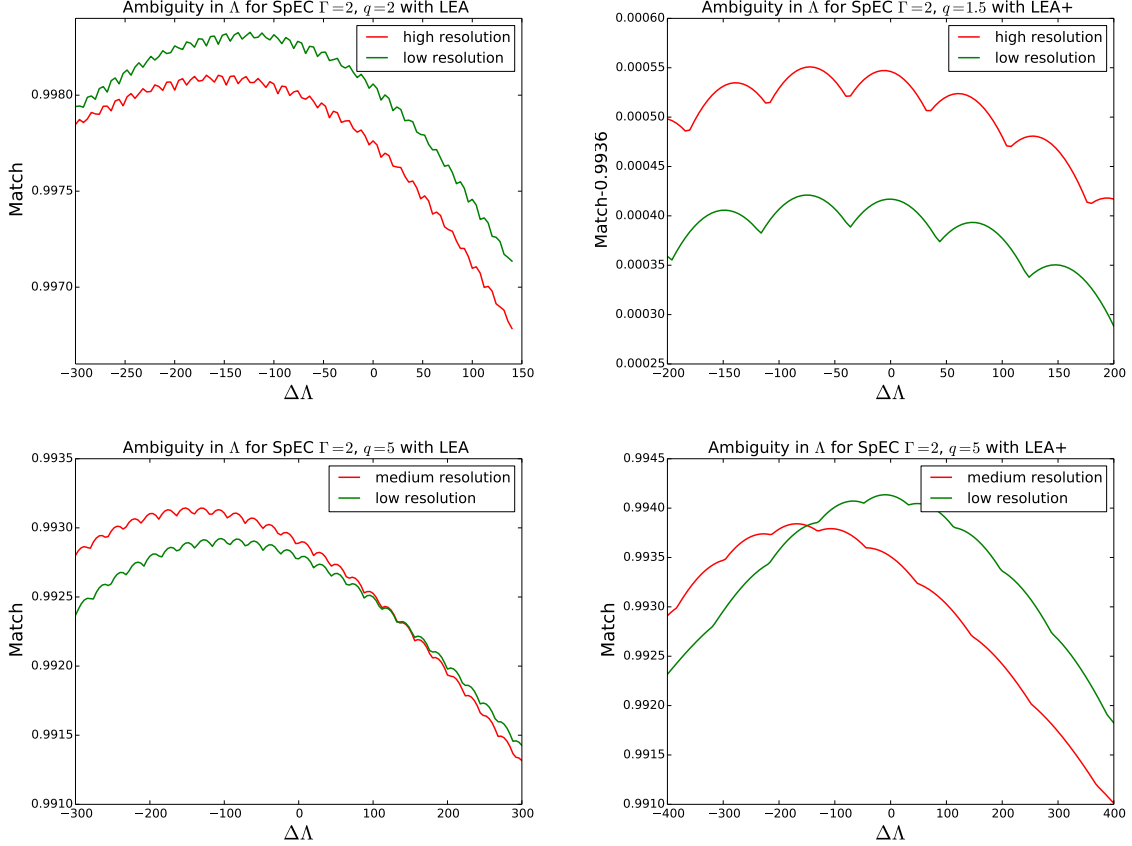 Ambiguity in Λ for SpEC Γ=2, q=2 with LEA
high resolution
low resolution
Match
0.9980
0.9975
0.9970
−300 −250 −200 −150 −100 −50 0 50 100 150
ΔΛ
Ambiguity in Λ for SpEC Γ=2, q=1.5 with LEA+
high resolution
low resolution
Match-0.9936
0.00060
0.00055
0.00050
0.00045
0.00040
0.00035
0.00030
0.00025
−200 −150 −100 −50 0 50 100 150 200
ΔΛ
Ambiguity in Λ for SpEC Γ=2, q=5 with LEA
medium resolution
low resolution
Match
0.9935
0.9930
0.9925
0.9920
0.9915
0.9910
−300 −200 −100 0 100 200 300
ΔΛ
Ambiguity in Λ for SpEC Γ=2, q=5 with LEA+
medium resolution
low resolution
Match
0.9945
0.9940
0.9935
0.9930
0.9925
0.9920
0.9915
0.9910
−400 −300 −200 −100 0 100 200 300 400
ΔΛ